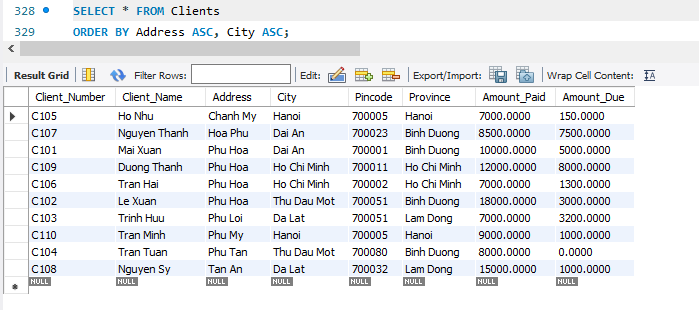 328 SELECT * FROM Clients
329 ORDER BY Address ASC, City ASC;
Result Grid Filter Rows: Edit: Export/Import: Wrap Cell Content:
Client_Number Client_Name Address City Pincode Province Amount_Paid Amount_Due
C105 Ho Nhu Chanh My Hanoi 700005 Hanoi 7000.0000 150.0000
C107 Nguyen Thanh Hoa Phu Dai An 700023 Binh Duong 8500.0000 7500.0000
C101 Mai Xuan Phu Hoa Dai An 700001 Binh Duong 10000.0000 5000.0000
C109 Duong Thanh Phu Hoa Ho Chi Minh 700011 Ho Chi Minh 12000.0000 8000.0000
C106 Tran Hai Phu Hoa Ho Chi Minh 700002 Ho Chi Minh 7000.0000 1300.0000
C102 Le Xuan Phu Hoa Thu Dau Mot 700051 Binh Duong 18000.0000 3000.0000
C103 Trinh Huu Phu Loi Da Lat 700051 Lam Dong 7000.0000 3200.0000
C110 Tran Minh Phu My Hanoi 700005 Hanoi 9000.0000 1000.0000
C104 Tran Tuan Phu Tan Thu Dau Mot 700080 Binh Duong 8000.0000 0.0000
C108 Nguyen Sy Tan An Da Lat 700032 Lam Dong 15000.0000 1000.0000
NULL NULL NULL NULL NULL NULL NULL NULL